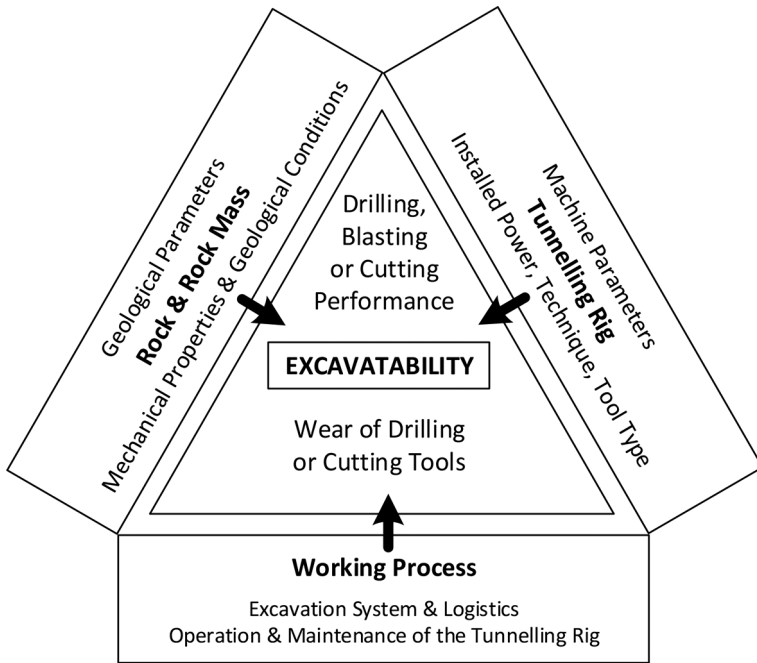 Geological Parameters
Rock & Rock Mass
Mechanical Properties & Geological Conditions
Machine Parameters
Tunnelling Rig
Installed Power, Technique, Tool Type
Drilling,
Blasting
or Cutting
Performance
EXCAVATABILITY
Wear of Drilling
or Cutting Tools
Working Process
Excavation System & Logistics
Operation & Maintenance of the Tunnelling Rig